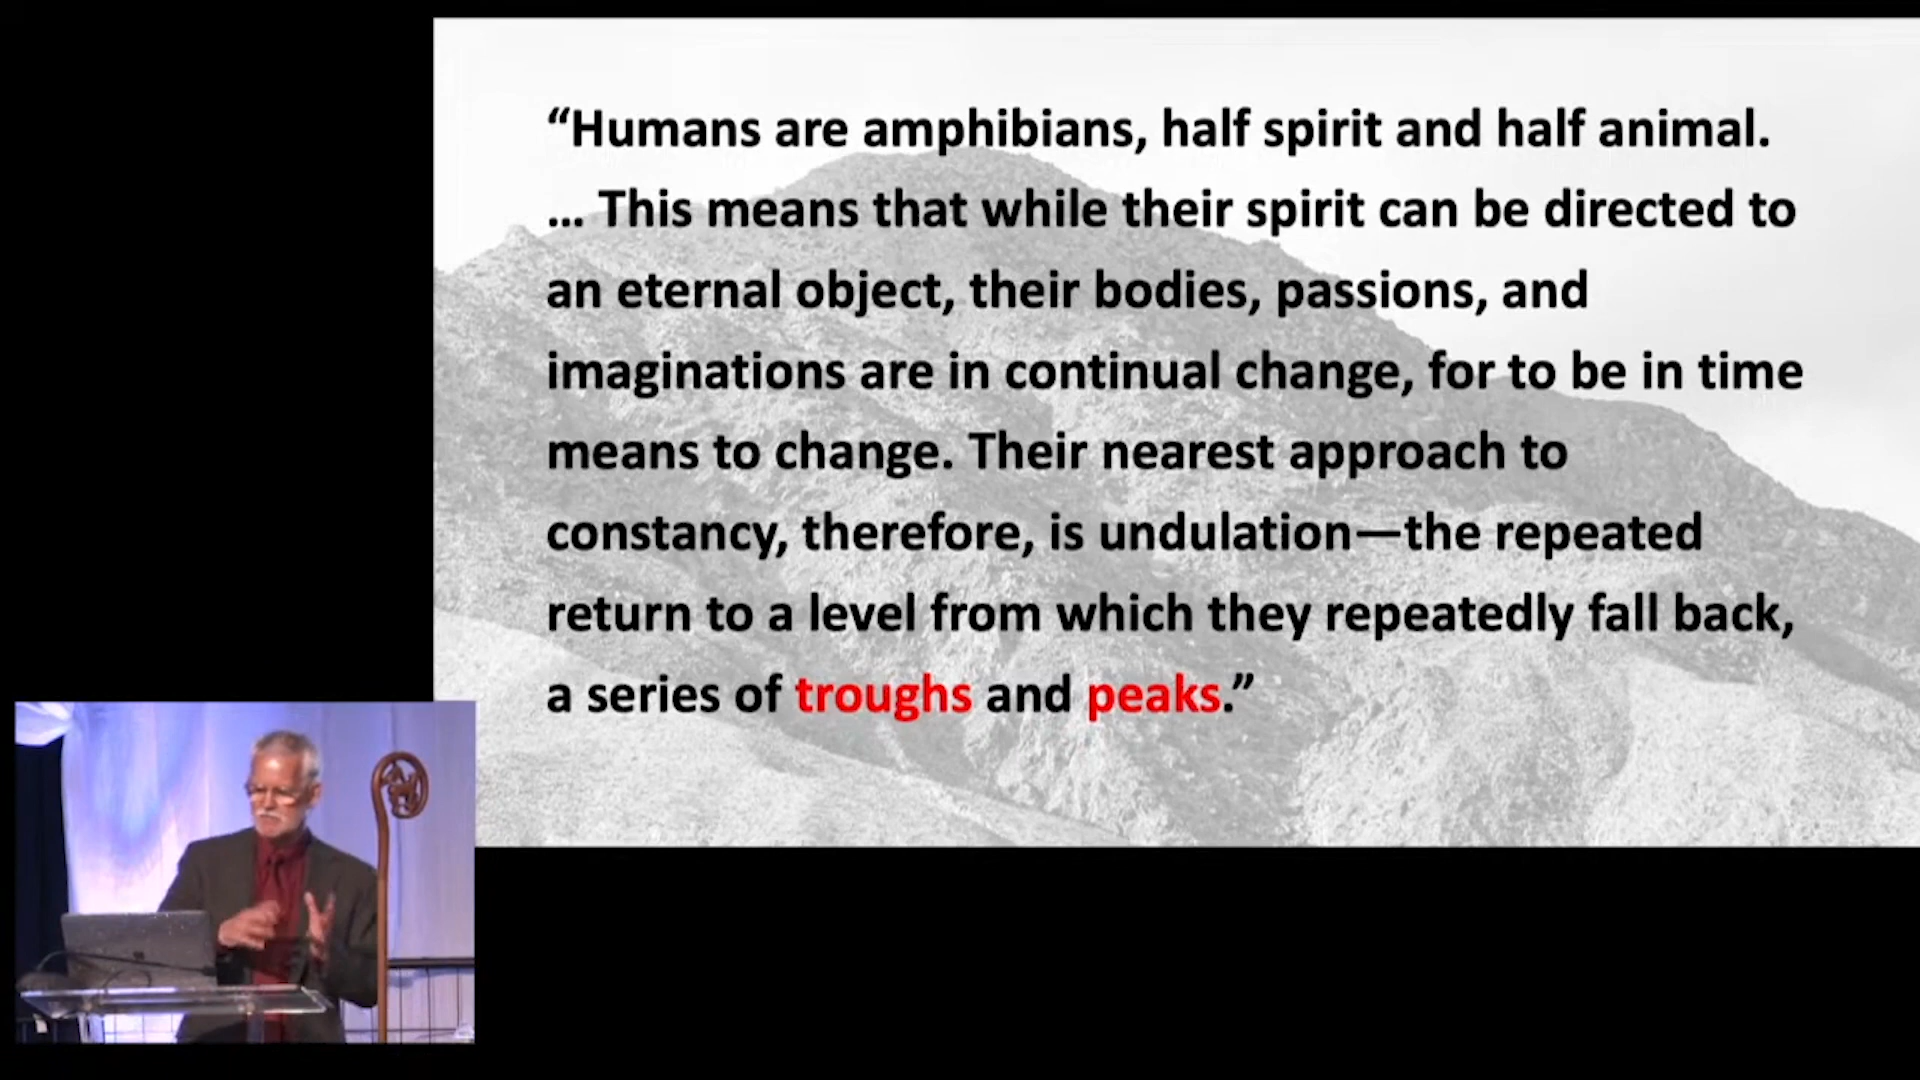 “Humans are amphibians, half spirit and half animal.
… This means that while their spirit can be directed to
an eternal object, their bodies, passions, and
imaginations are in continual change, for to be in time
means to change. Their nearest approach to
constancy, therefore, is undulation—the repeated
return to a level from which they repeatedly fall back,
a series of troughs and peaks.”